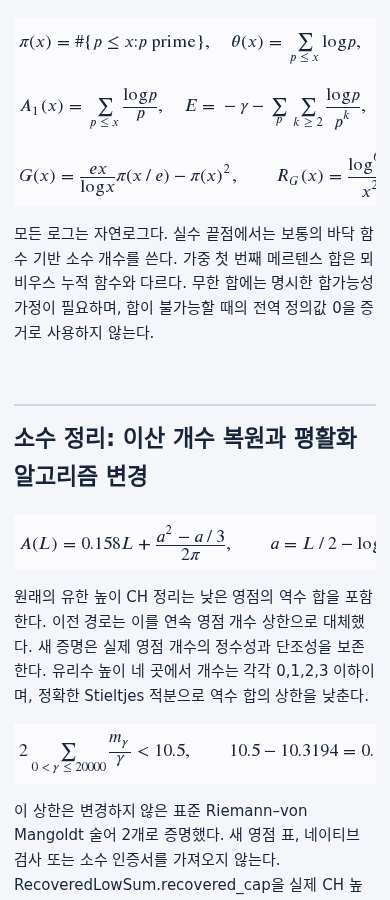 π(x) = #{p ≤ x:p prime}, θ(x) = ∑_{p ≤ x} logp,
A₁(x) = ∑_{p ≤ x} logp/p, E = − γ − ∑_p ∑_{k ≥ 2} logp/p^k,
G(x) = ex/logx π(x / e) − π(x)², R_G(x) = log/x²
모든 로그는 자연로그다. 실수 끝점에서는 보통의 바닥 함
수 기반 소수 개수를 쓴다. 가중 첫 번째 메르텐스 합은 뫼
비우스 누적 함수와 다르다. 무한 합에는 명시한 합가능성
가정이 필요하며, 합이 불가능할 때의 전역 정의값 0을 증
거로 사용하지 않는다.
소수 정리: 이산 개수 복원과 평활화
알고리즘 변경
A(L) = 0.158L + (a² − a / 3)/2π, a = L / 2 − log
원래의 유한 높이 CH 정리는 낮은 영점의 역수 합을 포함
한다. 이전 경로는 이를 연속 영점 개수 상한으로 대체했
다. 새 증명은 실제 영점 개수의 정수성과 단조성을 보존
한다. 유리수 높이 네 곳에서 개수는 각각 0,1,2,3 이하이
며, 정확한 Stieltjes 적분으로 역수 합의 상한을 낮춘다.
2 ∑_{0 < γ ≤ 20000} m_γ/γ < 10.5, 10.5 − 10.3194 = 0.
이 상한은 변경하지 않은 표준 Riemann–von
Mangoldt 술어 2개로 증명했다. 새 영점 표, 네이티브
검사 또는 소수 인증서를 가져오지 않는다.
RecoveredLowSum.recovered_cap을 실제 CH 높